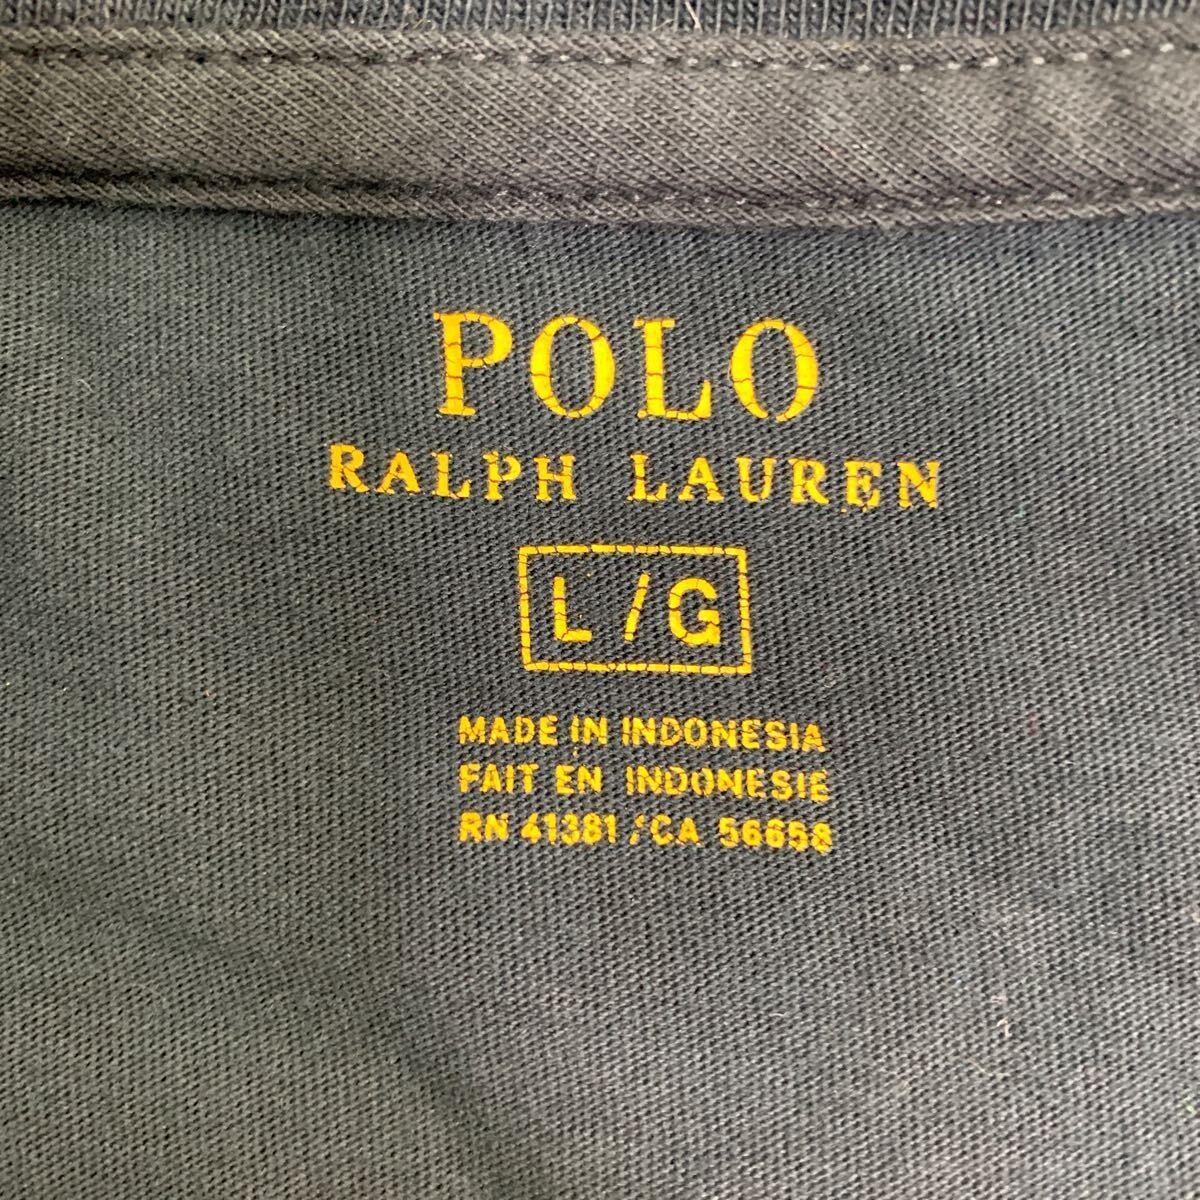 POLO
RALPH LAUREN
L/G
MADE IN INDONESIA
FAIT EN INDONESIE
RN 41381 / CA 56658